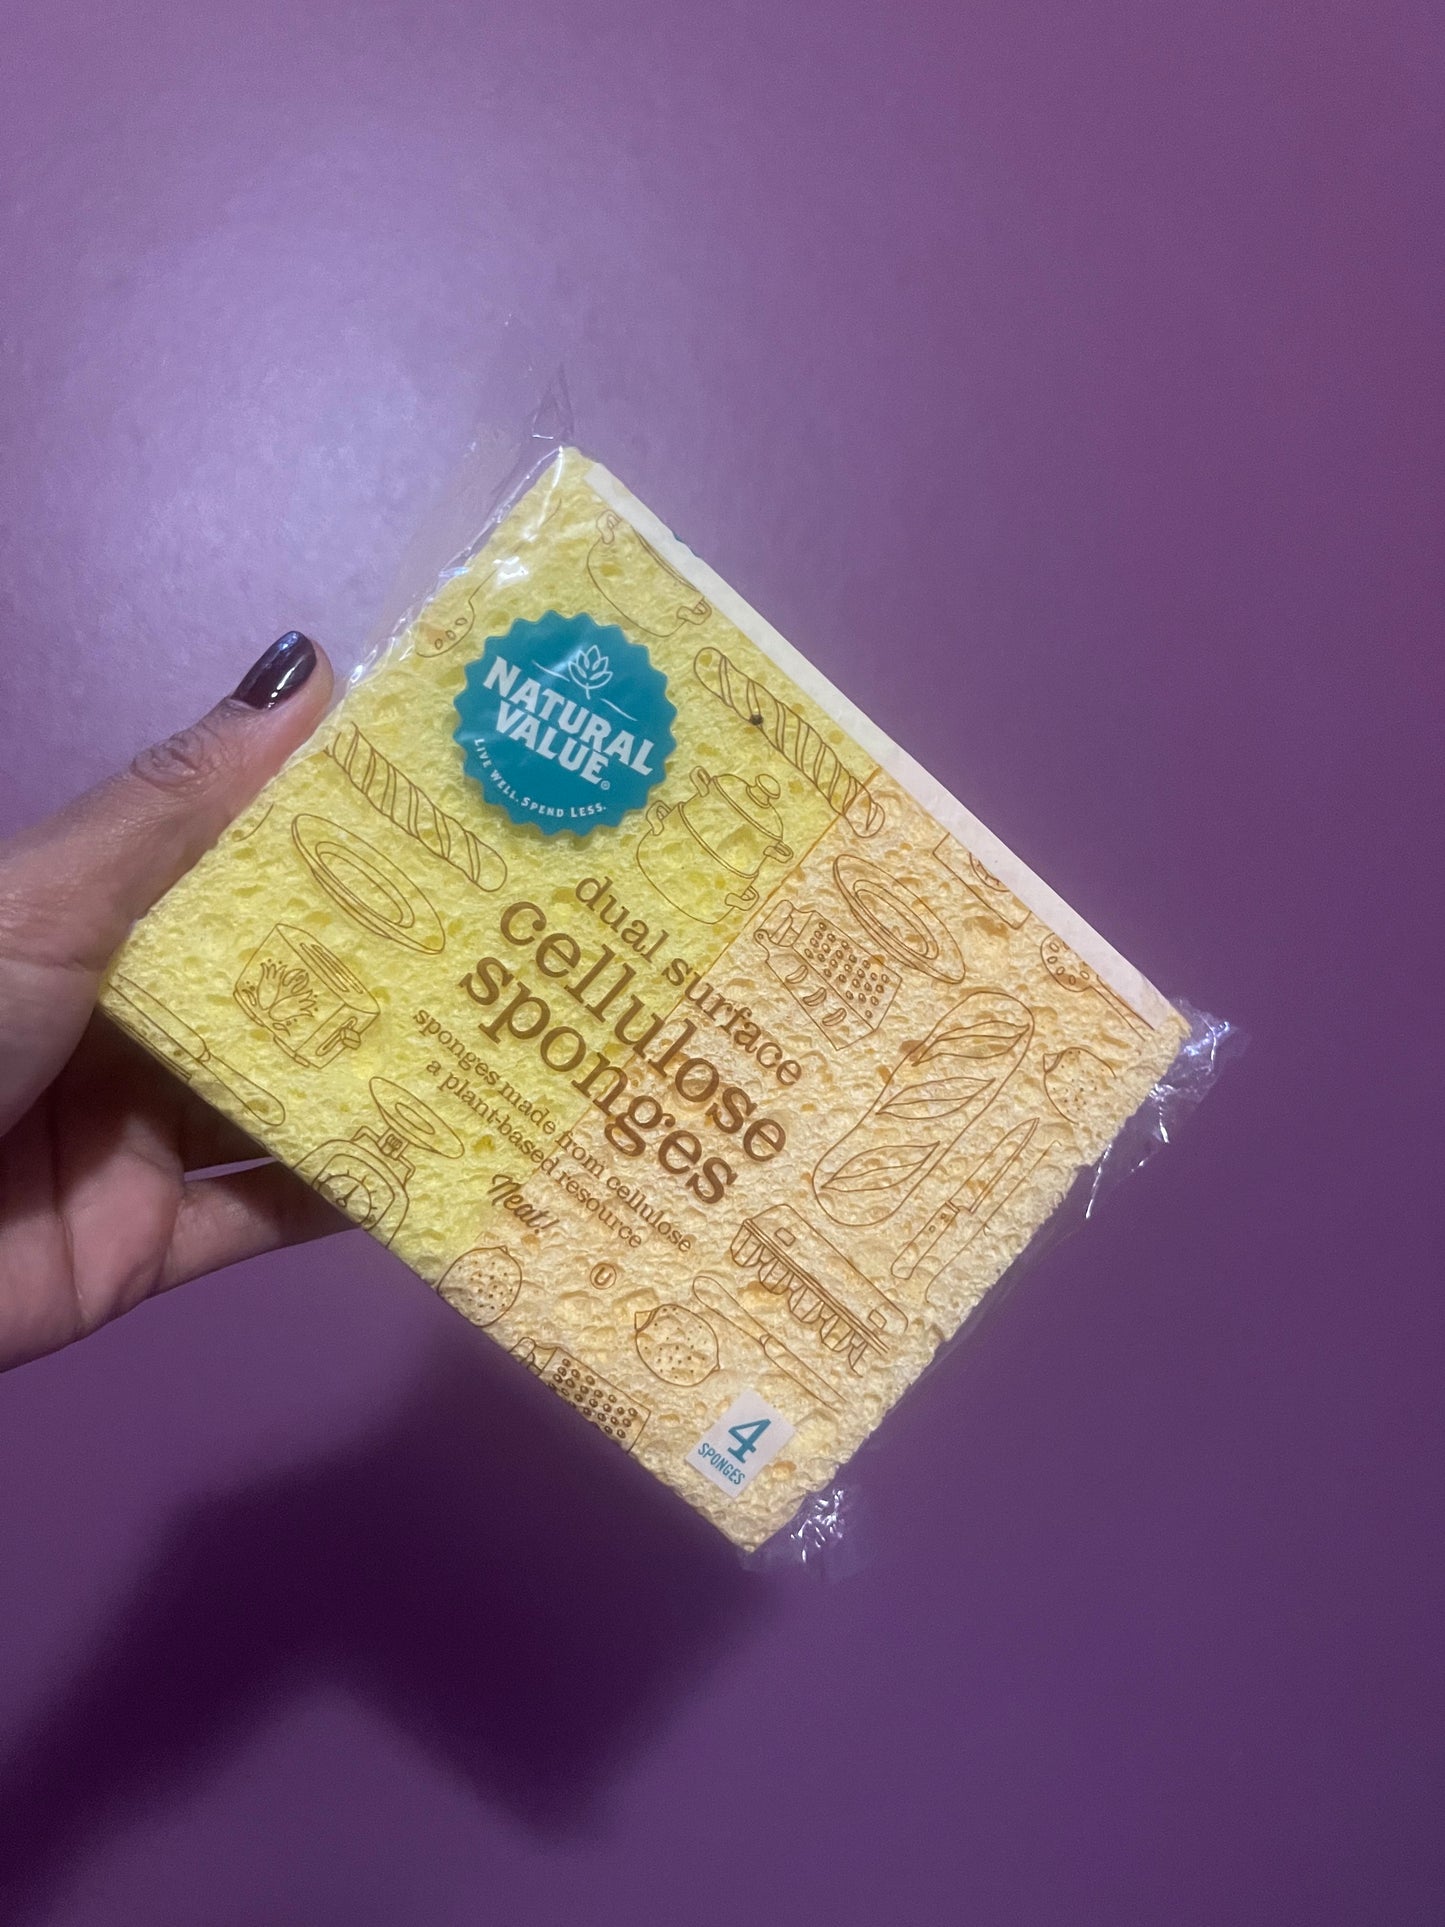 NATURAL
VALUE®
LIVE WELL. SPEND LESS.
dual surface
cellulose
sponges
sponges made from cellulose
a plant-based resource
Neat!
U
4
SPONGES